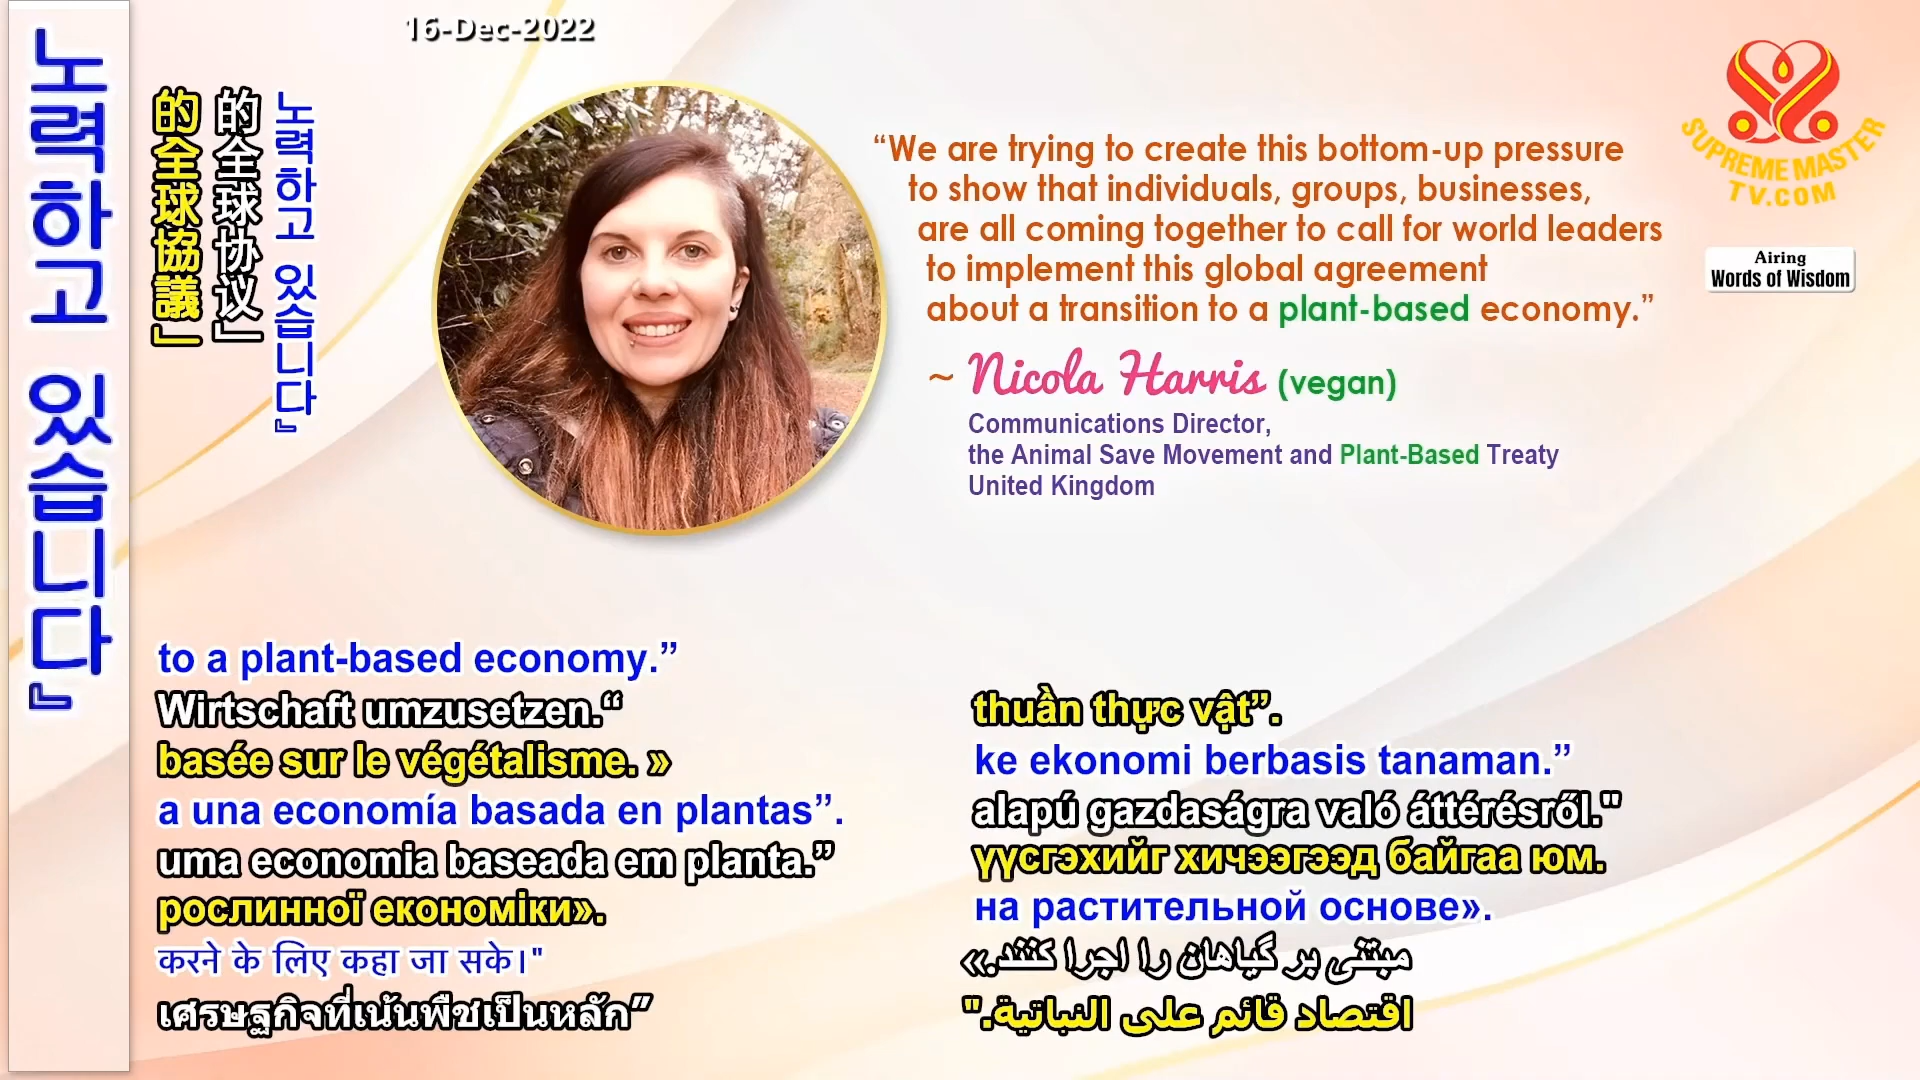 16-Dec-2022
노력하고 있습니다』
的全球協議」
的全球协议」
노력하고 있습니다』
“We are trying to create this bottom-up pressure
to show that individuals, groups, businesses,
are all coming together to call for world leaders
to implement this global agreement
about a transition to a plant-based economy.”
~ Nicola Harris (vegan)
Communications Director,
the Animal Save Movement and Plant-Based Treaty
United Kingdom
SUPREME MASTER
TV.COM
Airing
Words of Wisdom
to a plant-based economy.”
Wirtschaft umzusetzen.“
basée sur le végétalisme. »
a una economía basada en plantas”.
uma economia baseada em planta.”
рослинної економіки».
करने के लिए कहा जा सके।"
เศรษฐกิจที่เน้นพืชเป็นหลัก”
thuần thực vật”.
ke ekonomi berbasis tanaman.”
alapú gazdaságra való áttérésről."
үүсгэхийг хичээгээд байгаа юм.
на растительной основе».
مبتنی بر گیاهان را اجرا کنند.»
اقتصاد قائم على النباتية."